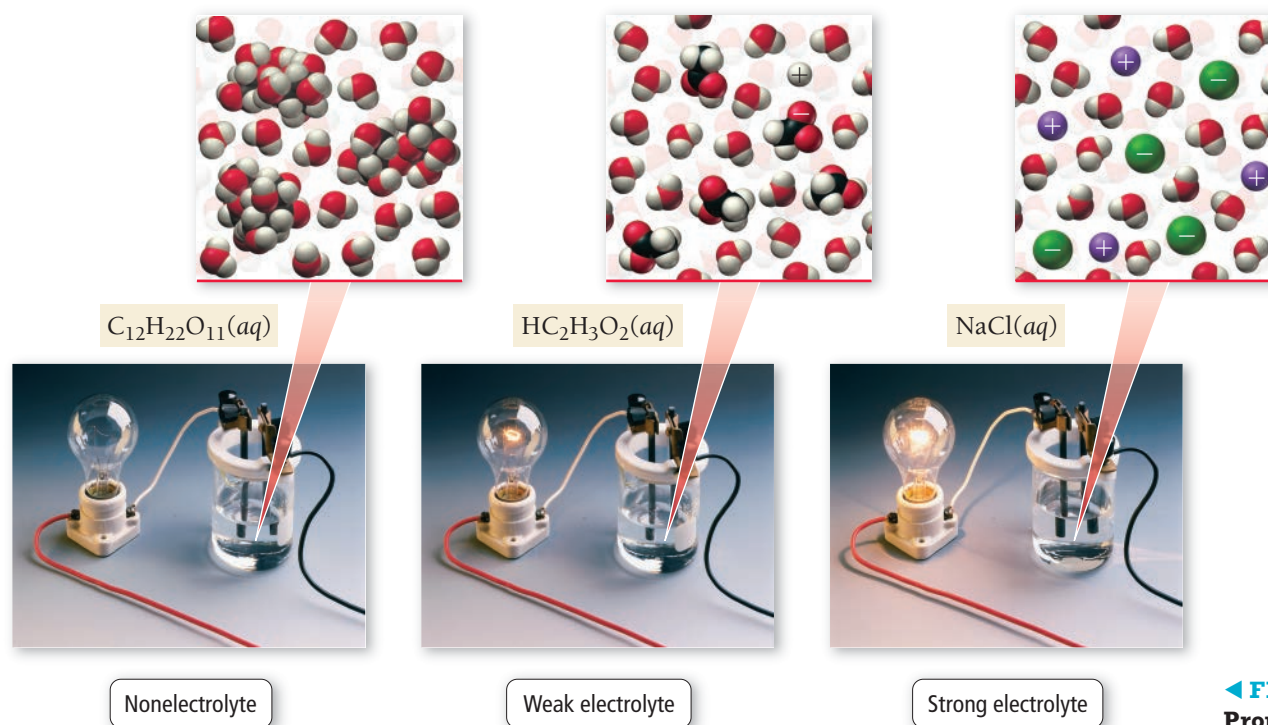 +
−
+
−
+
−
+
−
+
−
C₁₂H₂₂O₁₁(aq)
HC₂H₃O₂(aq)
NaCl(aq)
Nonelectrolyte
Weak electrolyte
Strong electrolyte